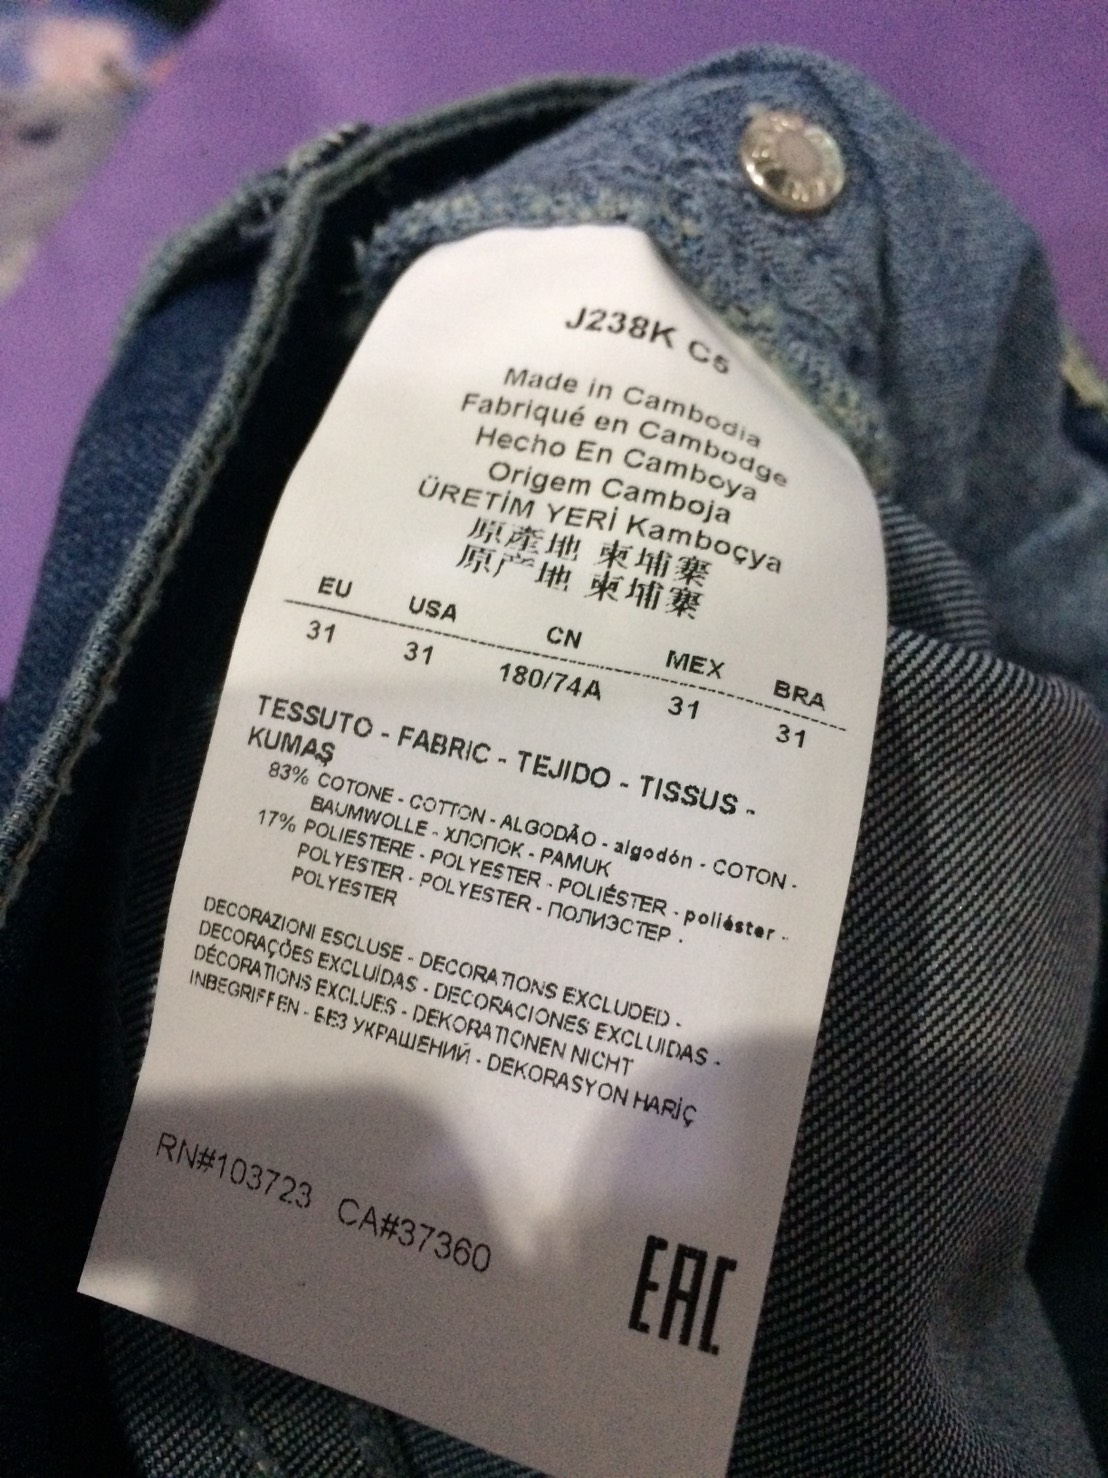 J238K C5
Made in Cambodia
Fabriqué en Cambodge
Hecho En Camboya
Origem Camboja
ÜRETİM YERİ Kamboçya
原產地 柬埔寨
原产地 柬埔寨
EU USA CN MEX BRA
31 31 180/74A 31 31
TESSUTO - FABRIC - TEJIDO - TISSUS -
KUMAŞ
83% COTONE - COTTON - ALGODÃO - algodón - COTON -
BAUMWOLLE - ХЛОПОК - PAMUK
17% POLIESTERE - POLYESTER - POLIÉSTER - poliéster -
POLYESTER - POLYESTER - ПОЛИЭСТЕР -
POLYESTER
DECORAZIONI ESCLUSE - DECORATIONS EXCLUDED -
DECORAÇÕES EXCLUÍDAS - DECORACIONES EXCLUIDAS -
DÉCORATIONS EXCLUES - DEKORATIONEN NICHT
INBEGRIFFEN - БЕЗ УКРАШЕНИЙ - DEKORASYON HARİÇ
RN#103723 CA#37360
EAC